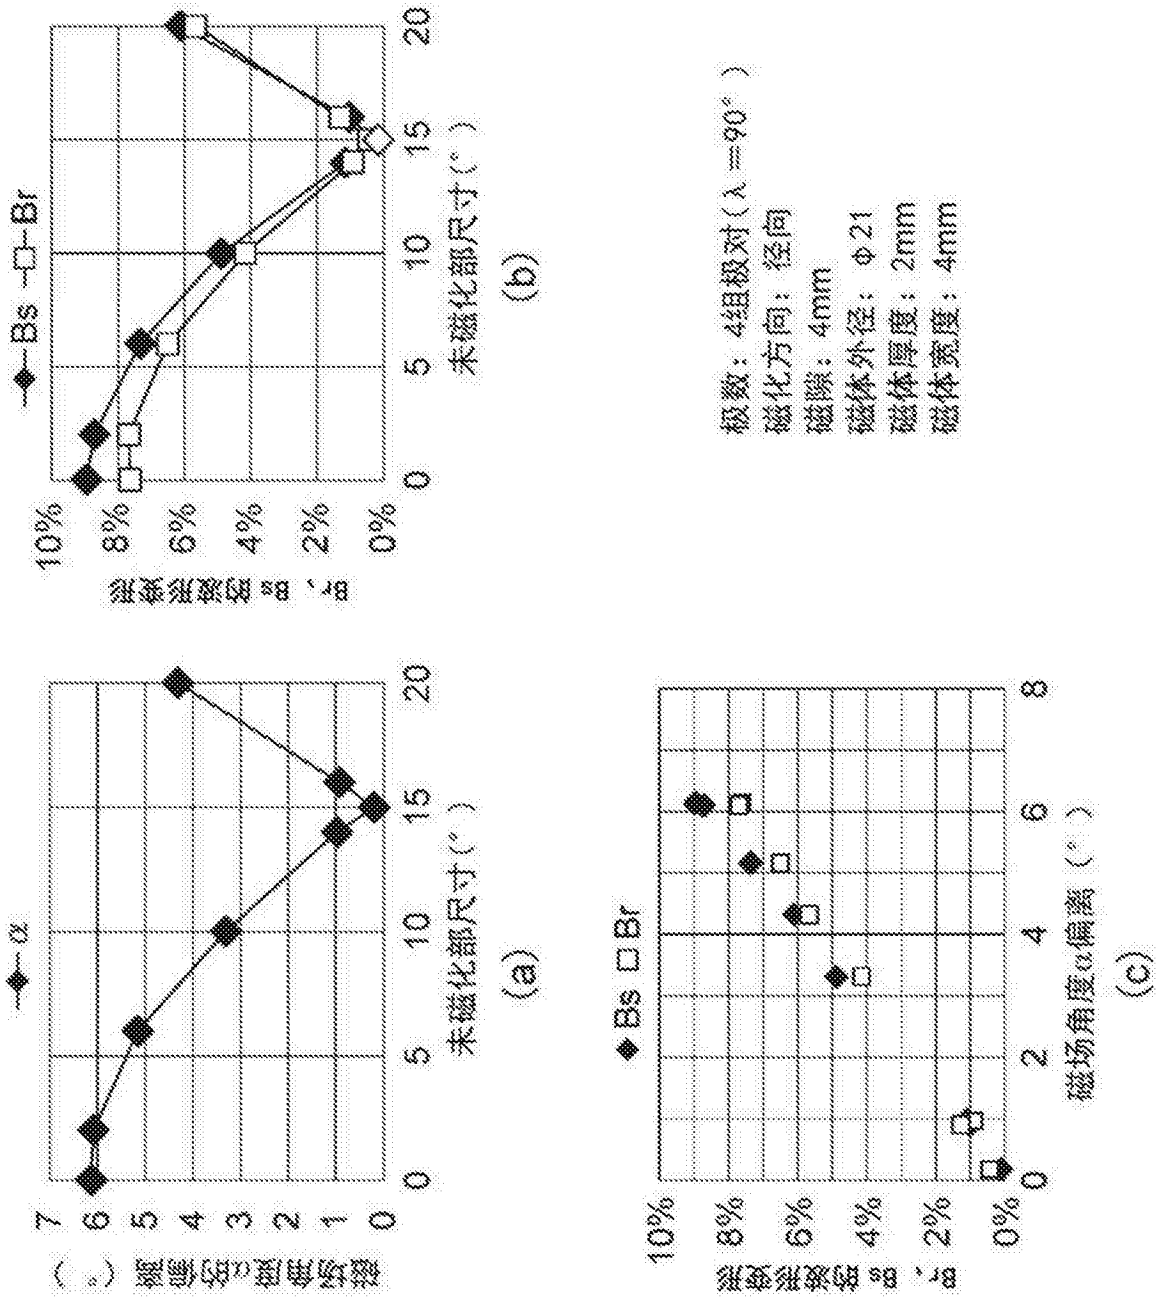 α
磁场角度α的偏离（°）
7
6
5
4
3
2
1
0
0
5
10
15
20
未磁化部尺寸(°)
(a)
Bs
Br
Br、Bs的波形变形
10%
8%
6%
4%
2%
0%
0
5
10
15
20
未磁化部尺寸(°)
(b)
Bs
Br
Br、Bs的波形变形
10%
8%
6%
4%
2%
0%
0
2
4
6
8
磁场角度α偏离(°)
(c)
极数：4组极对(λ=90°)
磁化方向：径向
磁隙：4mm
磁体外径：φ21
磁体厚度：2mm
磁体宽度：4mm